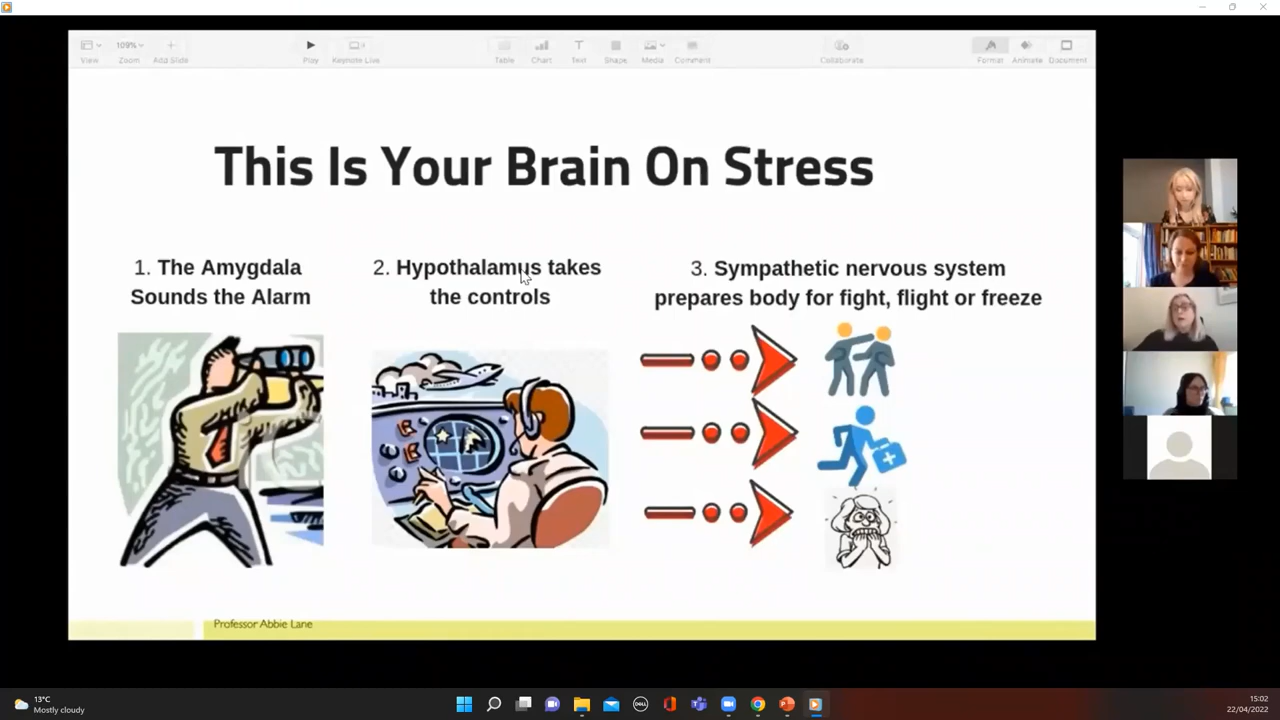 109%
View
Zoom
Add Slide
Play
Keynote Live
Table
Chart
Text
Shape
Media
Comment
Collaborate
Format
Animate
Document
This Is Your Brain On Stress
1. The Amygdala
Sounds the Alarm
2. Hypothalamus takes
the controls
3. Sympathetic nervous system
prepares body for fight, flight or freeze
Professor Abbie Lane
13°C
Mostly cloudy
DELL
15:02
22/04/2022